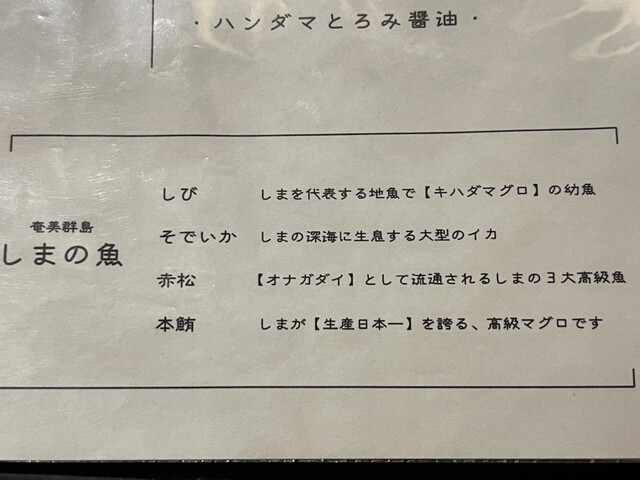 ・ハンダマとろみ醤油・
奄美群島
しまの魚
しび しまを代表する地魚で【キハダマグロ】の幼魚
そでいか しまの深海に生息する大型のイカ
赤松 【オナガダイ】として流通されるしまの3大高級魚
本鮪 しまが【生産日本一】を誇る、高級マグロです